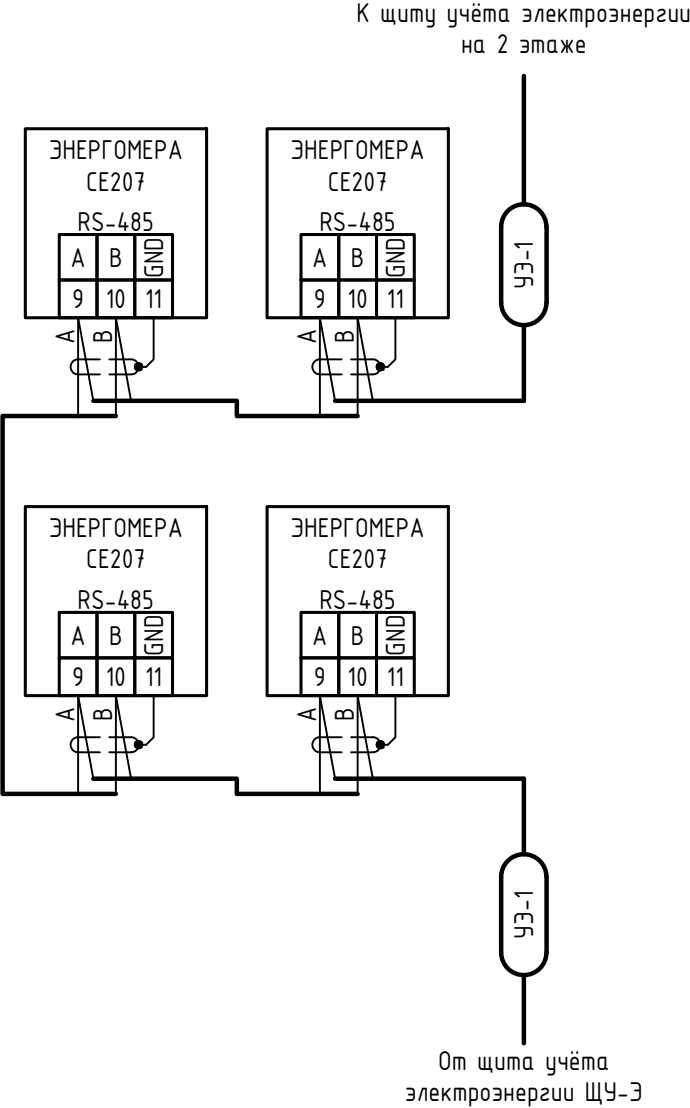 К щиту учёта электроэнергии
на 2 этаже
ЭНЕРГОМЕРА
CE207
RS-485
A B GND
9 10 11
A B
ЭНЕРГОМЕРА
CE207
RS-485
A B GND
9 10 11
A B
УЭ-1
ЭНЕРГОМЕРА
CE207
RS-485
A B GND
9 10 11
A B
ЭНЕРГОМЕРА
CE207
RS-485
A B GND
9 10 11
A B
УЭ-1
От щита учёта
электроэнергии ЩУ-Э